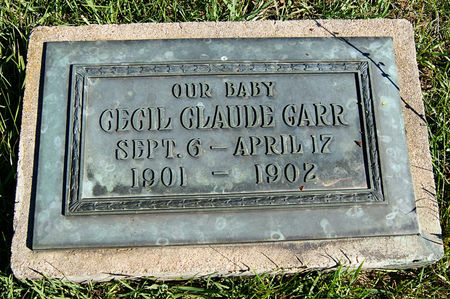 OUR BABY
CECIL CLAUDE CARR
SEPT. 6 – APRIL 17
1901 – 1902